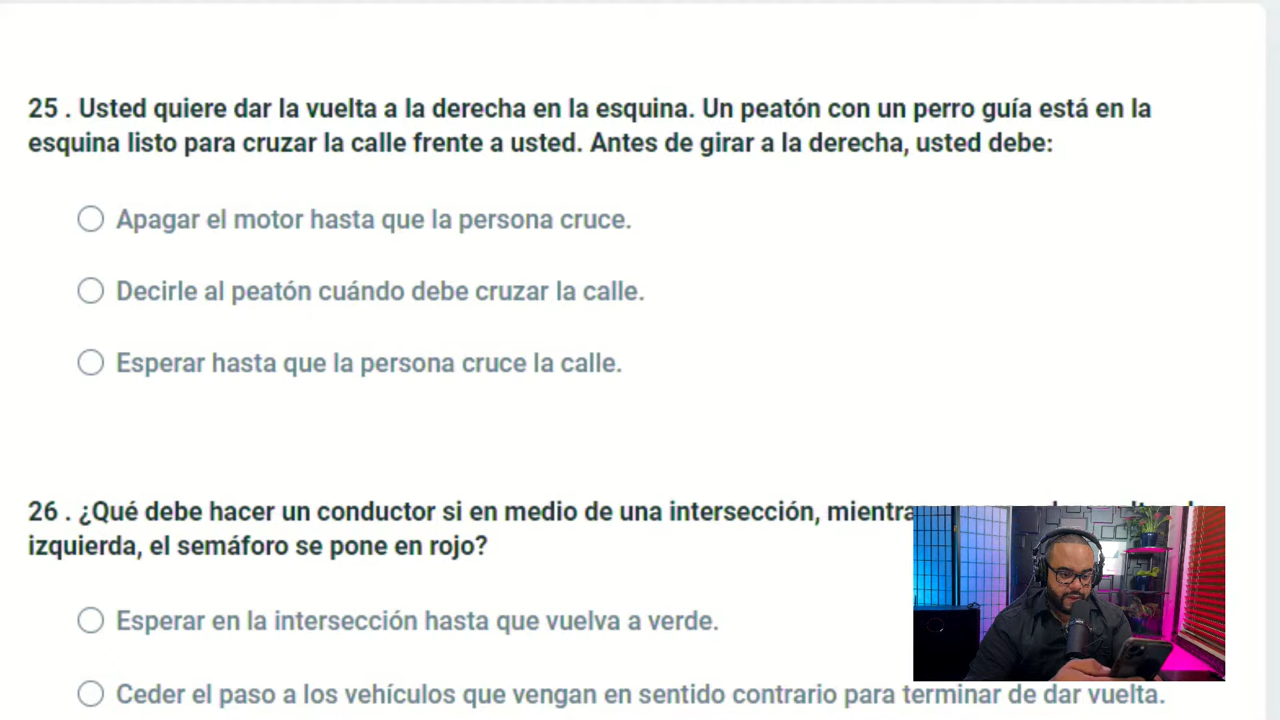 25 . Usted quiere dar la vuelta a la derecha en la esquina. Un peatón con un perro guía está en la
esquina listo para cruzar la calle frente a usted. Antes de girar a la derecha, usted debe:
Apagar el motor hasta que la persona cruce.
Decirle al peatón cuándo debe cruzar la calle.
Esperar hasta que la persona cruce la calle.
26 . ¿Qué debe hacer un conductor si en medio de una intersección,
izquierda, el semáforo se pone en rojo?
Esperar en la intersección hasta que vuelva a verde.
Ceder el paso a los vehículos que vengan en sentido contrario para terminar de dar vuelta.